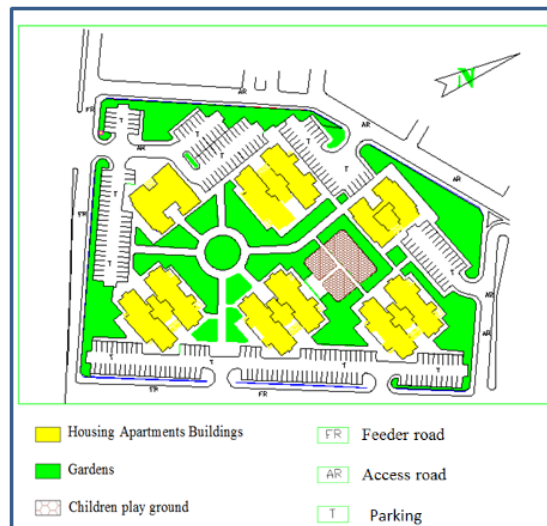 N
AR
FR
T
T
AR
AR
T
AR
FR
T
T
AR
AR
T
T
T
T
FR
FR
Housing Apartments Buildings
FR Feeder road
Gardens
AR Access road
Children play ground
T Parking